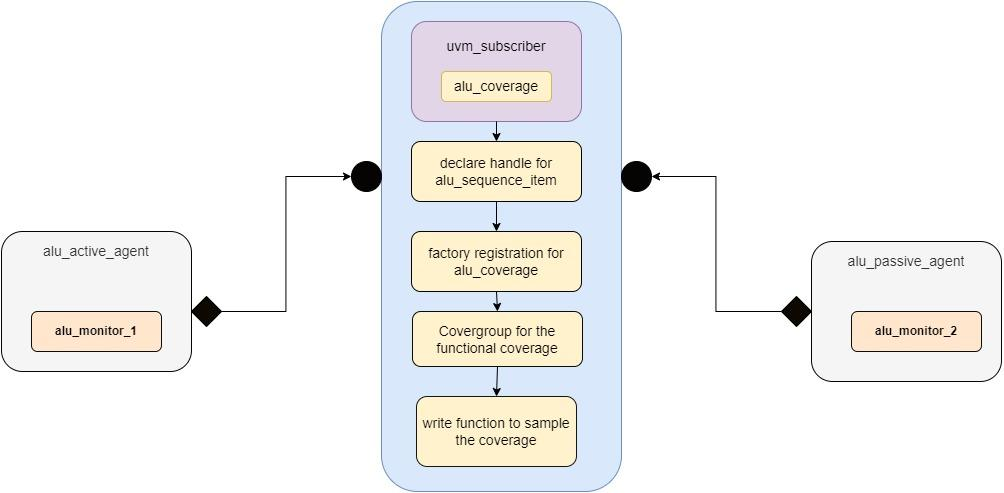 uvm_subscriber
alu_coverage
declare handle for
alu_sequence_item
factory registration for
alu_coverage
Covergroup for the
functional coverage
write function to sample
the coverage
alu_active_agent
alu_monitor_1
alu_passive_agent
alu_monitor_2